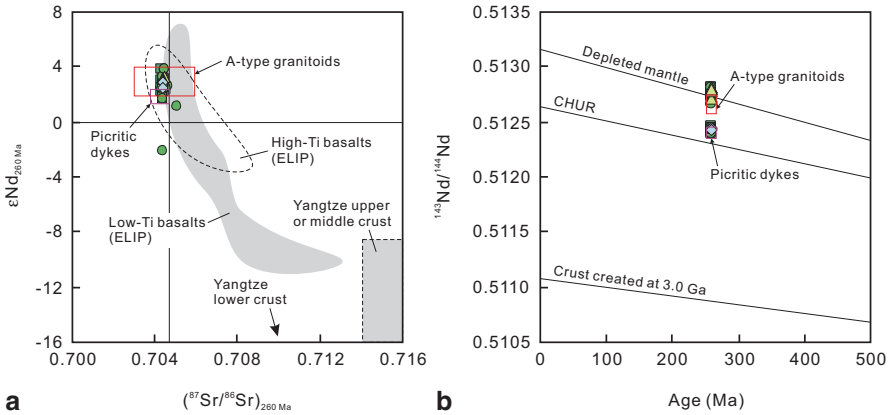 8
4
0
-4
-8
-12
-16
εNd260 Ma
0.700
0.704
0.708
0.712
0.716
(87Sr/86Sr)260 Ma
A-type granitoids
Picritic
dykes
High-Ti basalts
(ELIP)
Low-Ti basalts
(ELIP)
Yangtze upper
or middle crust
Yangtze
lower crust
a
0.5135
0.5130
0.5125
0.5120
0.5115
0.5110
0.5105
143Nd/144Nd
Depleted mantle
A-type granitoids
CHUR
Picritic dykes
Crust created at 3.0 Ga
0
100
200
300
400
500
Age (Ma)
b